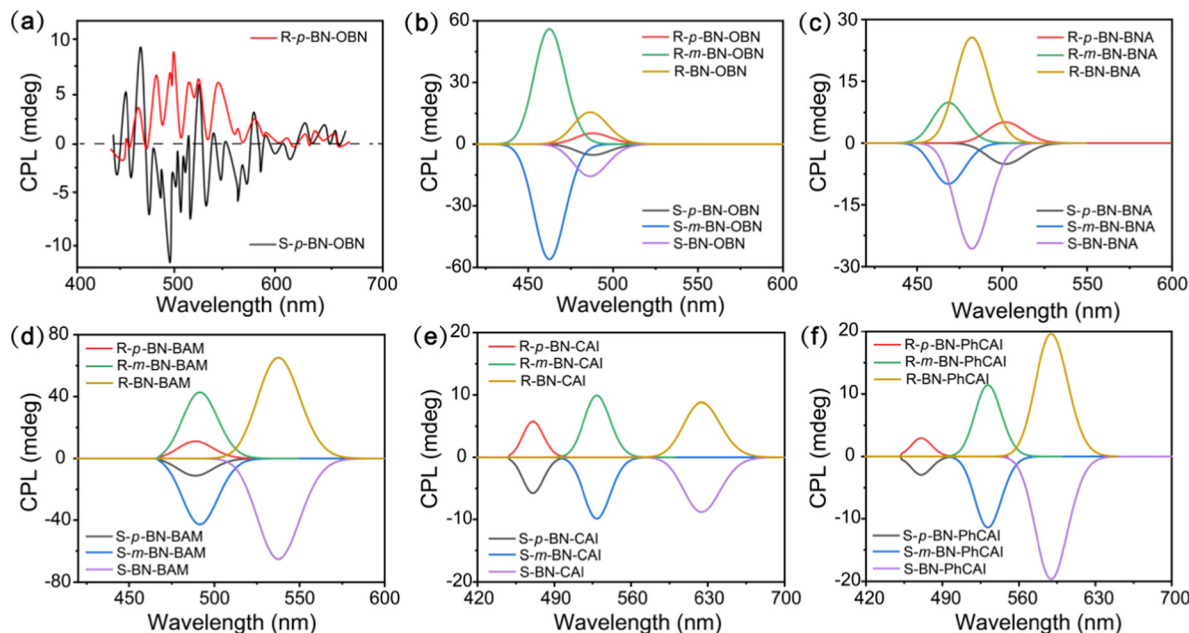 (a)
R-p-BN-OBN
S-p-BN-OBN
CPL (mdeg)
10
5
0
-5
-10
400
500
600
700
Wavelength (nm)
(b)
R-p-BN-OBN
R-m-BN-OBN
R-BN-OBN
S-p-BN-OBN
S-m-BN-OBN
S-BN-OBN
CPL (mdeg)
60
30
0
-30
-60
450
500
550
600
Wavelength (nm)
(c)
R-p-BN-BNA
R-m-BN-BNA
R-BN-BNA
S-p-BN-BNA
S-m-BN-BNA
S-BN-BNA
CPL (mdeg)
30
15
0
-15
-30
450
500
550
600
Wavelength (nm)
(d)
R-p-BN-BAM
R-m-BN-BAM
R-BN-BAM
S-p-BN-BAM
S-m-BN-BAM
S-BN-BAM
CPL (mdeg)
80
40
0
-40
-80
450
500
550
600
Wavelength (nm)
(e)
R-p-BN-CAI
R-m-BN-CAI
R-BN-CAI
S-p-BN-CAI
S-m-BN-CAI
S-BN-CAI
CPL (mdeg)
20
10
0
-10
-20
420
490
560
630
700
Wavelength (nm)
(f)
R-p-BN-PhCAI
R-m-BN-PhCAI
R-BN-PhCAI
S-p-BN-PhCAI
S-m-BN-PhCAI
S-BN-PhCAI
CPL (mdeg)
20
10
0
-10
-20
420
490
560
630
700
Wavelength (nm)